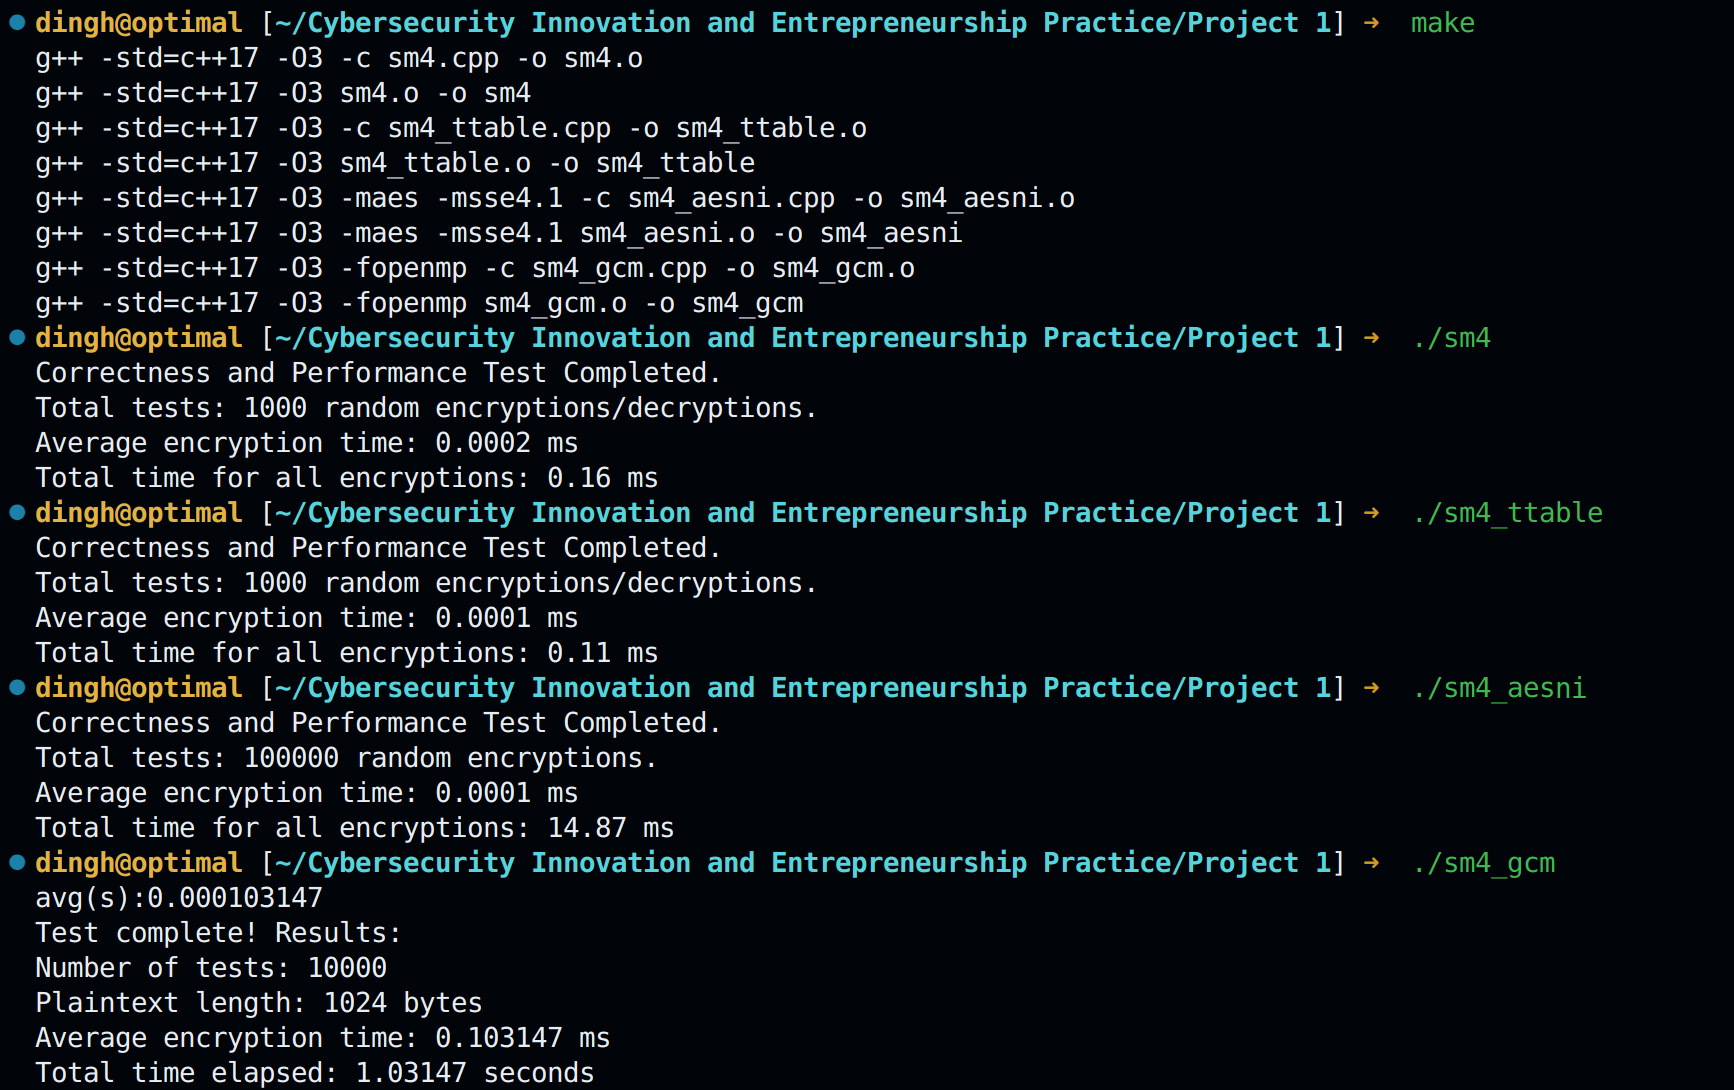 dingh@optimal [~/Cybersecurity Innovation and Entrepreneurship Practice/Project 1] → make
g++ -std=c++17 -O3 -c sm4.cpp -o sm4.o
g++ -std=c++17 -O3 sm4.o -o sm4
g++ -std=c++17 -O3 -c sm4_ttable.cpp -o sm4_ttable.o
g++ -std=c++17 -O3 sm4_ttable.o -o sm4_ttable
g++ -std=c++17 -O3 -maes -msse4.1 -c sm4_aesni.cpp -o sm4_aesni.o
g++ -std=c++17 -O3 -maes -msse4.1 sm4_aesni.o -o sm4_aesni
g++ -std=c++17 -O3 -fopenmp -c sm4_gcm.cpp -o sm4_gcm.o
g++ -std=c++17 -O3 -fopenmp sm4_gcm.o -o sm4_gcm
dingh@optimal [~/Cybersecurity Innovation and Entrepreneurship Practice/Project 1] → ./sm4
Correctness and Performance Test Completed.
Total tests: 1000 random encryptions/decryptions.
Average encryption time: 0.0002 ms
Total time for all encryptions: 0.16 ms
dingh@optimal [~/Cybersecurity Innovation and Entrepreneurship Practice/Project 1] → ./sm4_ttable
Correctness and Performance Test Completed.
Total tests: 1000 random encryptions/decryptions.
Average encryption time: 0.0001 ms
Total time for all encryptions: 0.11 ms
dingh@optimal [~/Cybersecurity Innovation and Entrepreneurship Practice/Project 1] → ./sm4_aesni
Correctness and Performance Test Completed.
Total tests: 100000 random encryptions.
Average encryption time: 0.0001 ms
Total time for all encryptions: 14.87 ms
dingh@optimal [~/Cybersecurity Innovation and Entrepreneurship Practice/Project 1] → ./sm4_gcm
avg(s):0.000103147
Test complete! Results:
Number of tests: 10000
Plaintext length: 1024 bytes
Average encryption time: 0.103147 ms
Total time elapsed: 1.03147 seconds